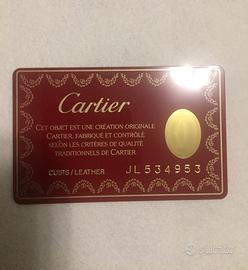 Cartier
CET OBJET EST UNE CRÉATION ORIGINALE
CARTIER, FABRIQUÉ ET CONTRÔLÉ
SELON LES CRITÈRES DE QUALITÉ
TRADITIONNELS DE CARTIER
CUIRS/LEATHER JL534953
subito